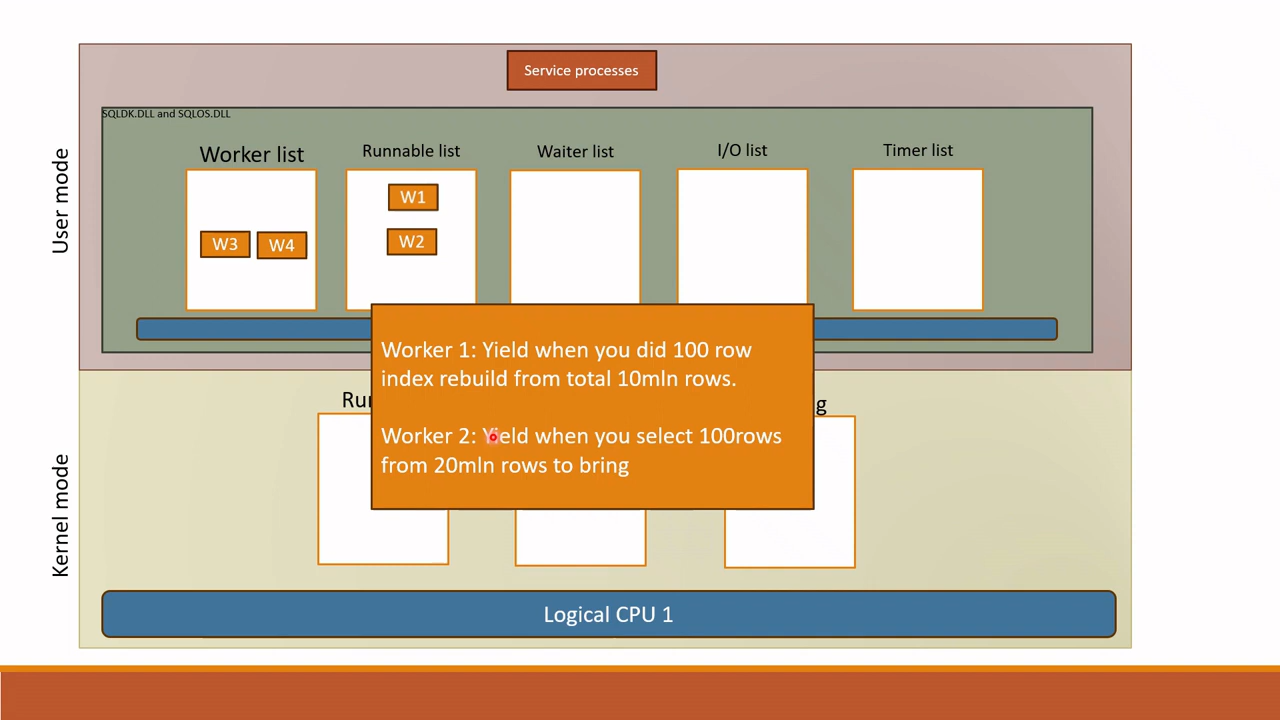 Service processes
SQLDK.DLL and SQLOS.DLL
Worker list
Runnable list
Waiter list
I/O list
Timer list
W1
W2
W3
W4
User mode
Worker 1: Yield when you did 100 row
index rebuild from total 10mln rows.
Worker 2: Yield when you select 100rows
from 20mln rows to bring
Kernel mode
Logical CPU 1